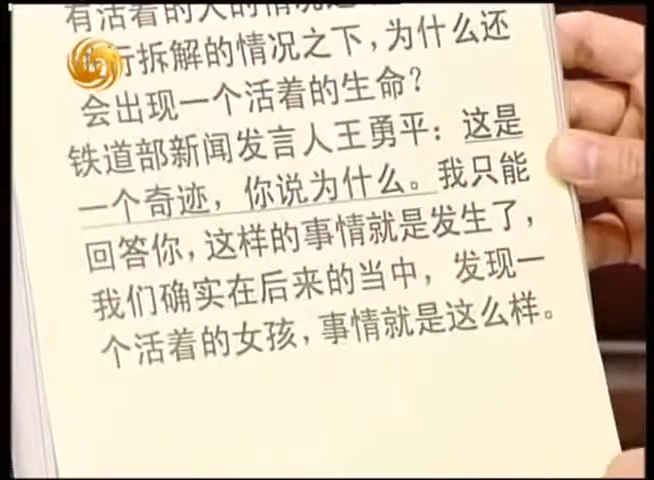 有活着的人的情况之
行拆解的情况之下，为什么还
会出现一个活着的生命？
铁道部新闻发言人王勇平：这是
一个奇迹，你说为什么。我只能
回答你，这样的事情就是发生了，
我们确实在后来的当中，发现一
个活着的女孩，事情就是这么样。